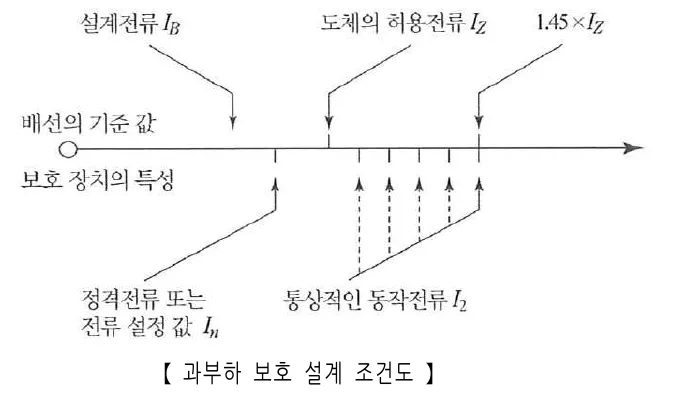 설계전류 I_B
도체의 허용전류 I_Z
1.45×I_Z
배선의 기준 값
보호 장치의 특성
정격전류 또는
전류 설정 값 I_n
통상적인 동작전류 I_2
【 과부하 보호 설계 조건도 】